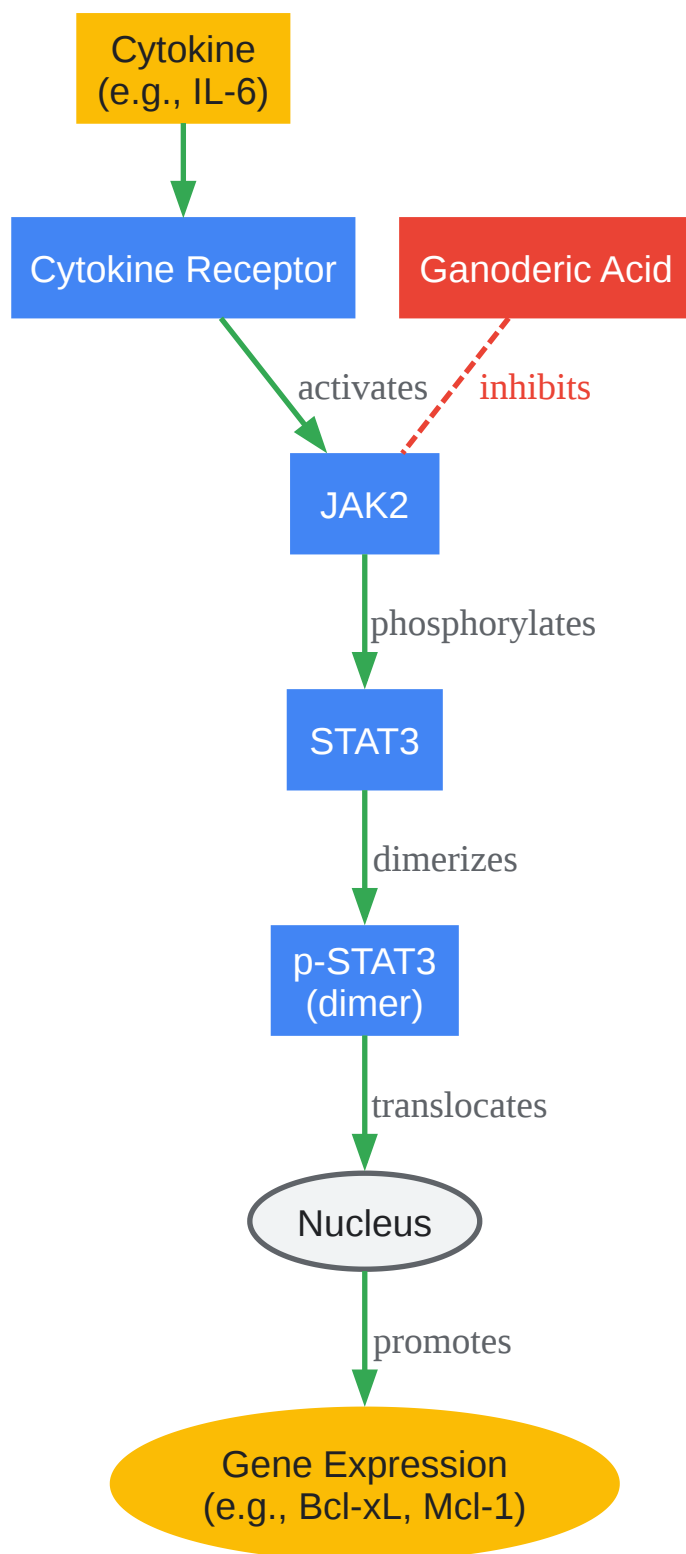 Cytokine
(e.g., IL-6)
Cytokine Receptor
Ganoderic Acid
activates
inhibits
JAK2
phosphorylates
STAT3
dimerizes
p-STAT3
(dimer)
translocates
Nucleus
promotes
Gene Expression
(e.g., Bcl-xL, Mcl-1)